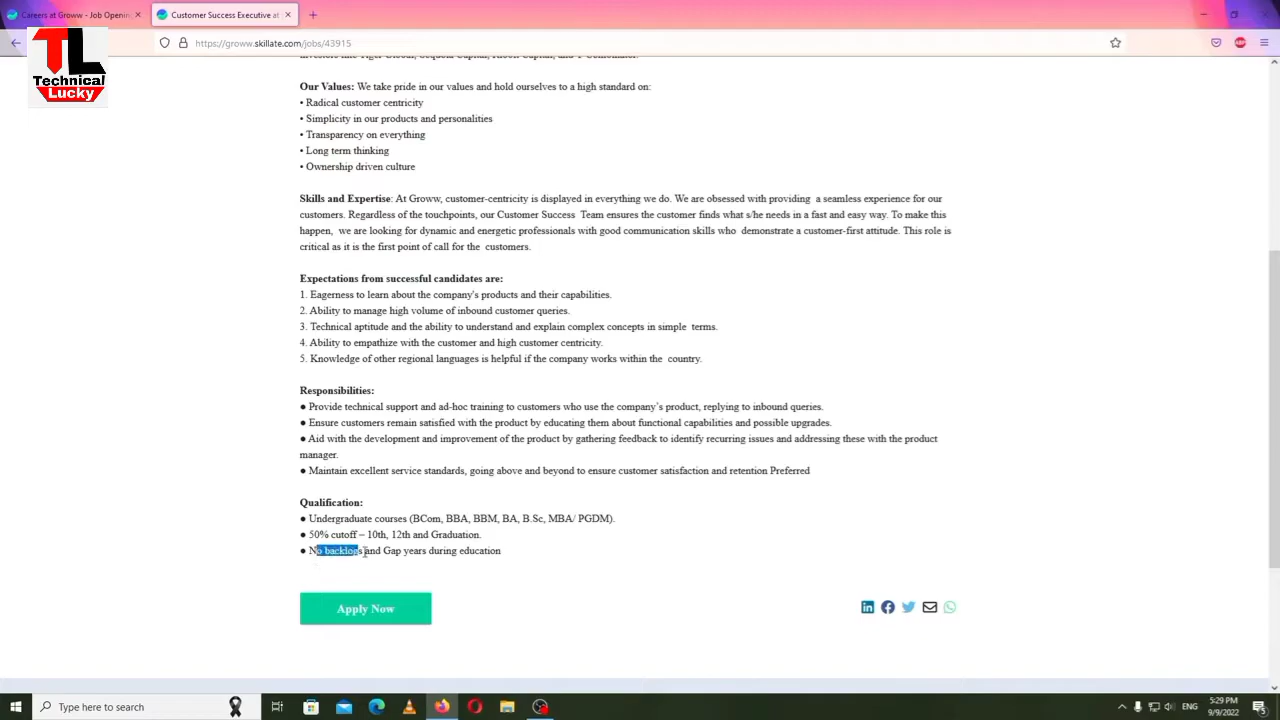 Careers at Groww - Job Opening
Customer Success Executive at
https://groww.skillate.com/jobs/43915
TL
Technical
Lucky
Our Values: We take pride in our values and hold ourselves to a high standard on:
• Radical customer centricity
• Simplicity in our products and personalities
• Transparency on everything
• Long term thinking
• Ownership driven culture
Skills and Expertise: At Groww, customer-centricity is displayed in everything we do. We are obsessed with providing a seamless experience for our
customers. Regardless of the touchpoints, our Customer Success Team ensures the customer finds what s/he needs in a fast and easy way. To make this
happen, we are looking for dynamic and energetic professionals with good communication skills who demonstrate a customer-first attitude. This role is
critical as it is the first point of call for the customers.
Expectations from successful candidates are:
1. Eagerness to learn about the company's products and their capabilities.
2. Ability to manage high volume of inbound customer queries.
3. Technical aptitude and the ability to understand and explain complex concepts in simple terms.
4. Ability to empathize with the customer and high customer centricity.
5. Knowledge of other regional languages is helpful if the company works within the country.
Responsibilities:
● Provide technical support and ad-hoc training to customers who use the company's product, replying to inbound queries.
● Ensure customers remain satisfied with the product by educating them about functional capabilities and possible upgrades.
● Aid with the development and improvement of the product by gathering feedback to identify recurring issues and addressing these with the product
manager.
● Maintain excellent service standards, going above and beyond to ensure customer satisfaction and retention Preferred
Qualification:
● Undergraduate courses (BCom, BBA, BBM, BA, B.Sc, MBA/ PGDM).
● 50% cutoff – 10th, 12th and Graduation.
● No backlogs and Gap years during education
Apply Now
Type here to search
ENG
5:29 PM
9/9/2022